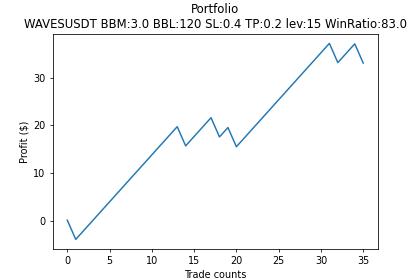 Portfolio
WAVESUSDT BBM:3.0 BBL:120 SL:0.4 TP:0.2 lev:15 WinRatio:83.0
30
20
10
0
Profit ($)
0 5 10 15 20 25 30 35
Trade counts